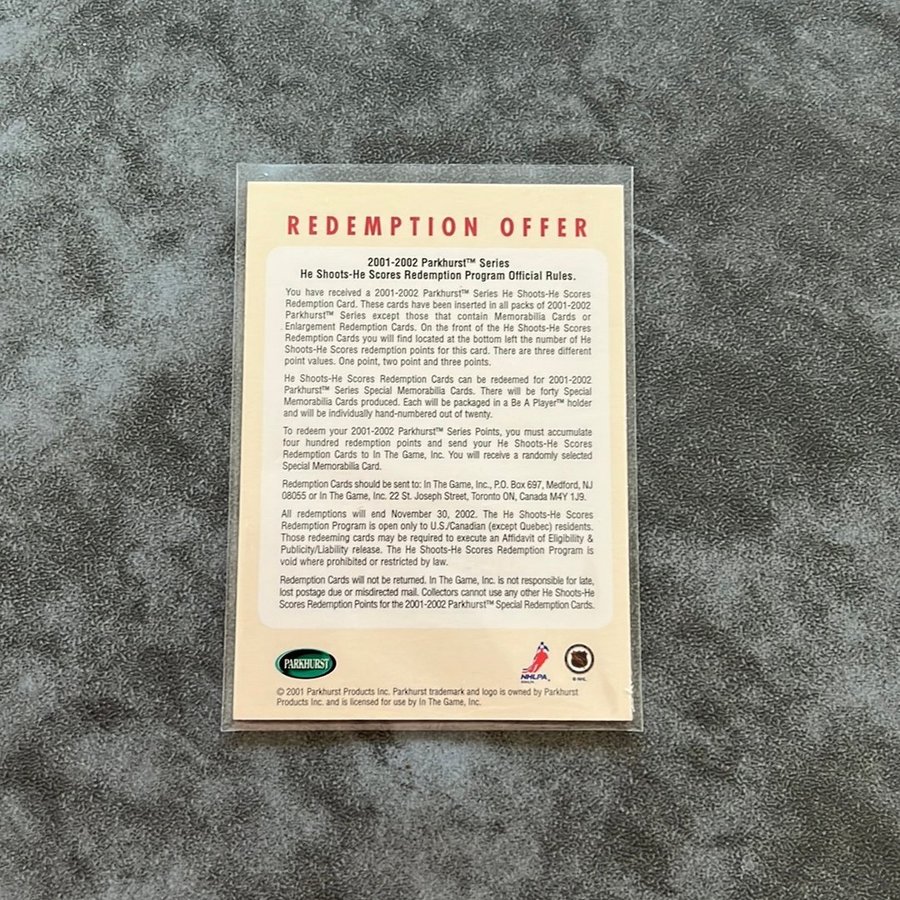 REDEMPTION OFFER
2001-2002 Parkhurst™ Series
He Shoots-He Scores Redemption Program Official Rules.
You have received a 2001-2002 Parkhurst™ Series He Shoots-He Scores
Redemption Card. These cards have been inserted in all packs of 2001-2002
Parkhurst™ Series except those that contain Memorabilia Cards or
Enlargement Redemption Cards. On the front of the He Shoots-He Scores
Redemption Cards you will find located at the bottom left the number of He
Shoots-He Scores redemption points for this card. There are three different
point values. One point, two point and three points.
He Shoots-He Scores Redemption Cards can be redeemed for 2001-2002
Parkhurst™ Series Special Memorabilia Cards. There will be forty Special
Memorabilia Cards produced. Each will be packaged in a Be A Player™ holder
and will be individually hand-numbered out of twenty.
To redeem your 2001-2002 Parkhurst™ Series Points, you must accumulate
four hundred redemption points and send your He Shoots-He Scores
Redemption Cards to In The Game, Inc. You will receive a randomly selected
Special Memorabilia Card.
Redemption Cards should be sent to: In The Game, Inc., P.O. Box 697, Medford, NJ
08055 or In The Game, Inc. 22 St. Joseph Street, Toronto ON, Canada M4Y 1J9.
All redemptions will end November 30, 2002. The He Shoots-He Scores
Redemption Program is open only to U.S./Canadian (except Quebec) residents.
Those redeeming cards may be required to execute an Affidavit of Eligibility &
Publicity/Liability release. The He Shoots-He Scores Redemption Program is
void where prohibited or restricted by law.
Redemption Cards will not be returned. In The Game, Inc. is not responsible for late,
lost postage due or misdirected mail. Collectors cannot use any other He Shoots-He
Scores Redemption Points for the 2001-2002 Parkhurst™ Special Redemption Cards.
PARKHURST
NHLPA
© NHL
© 2001 Parkhurst Products Inc. Parkhurst trademark and logo is owned by Parkhurst
Products Inc. and is licensed for use by In The Game, Inc.